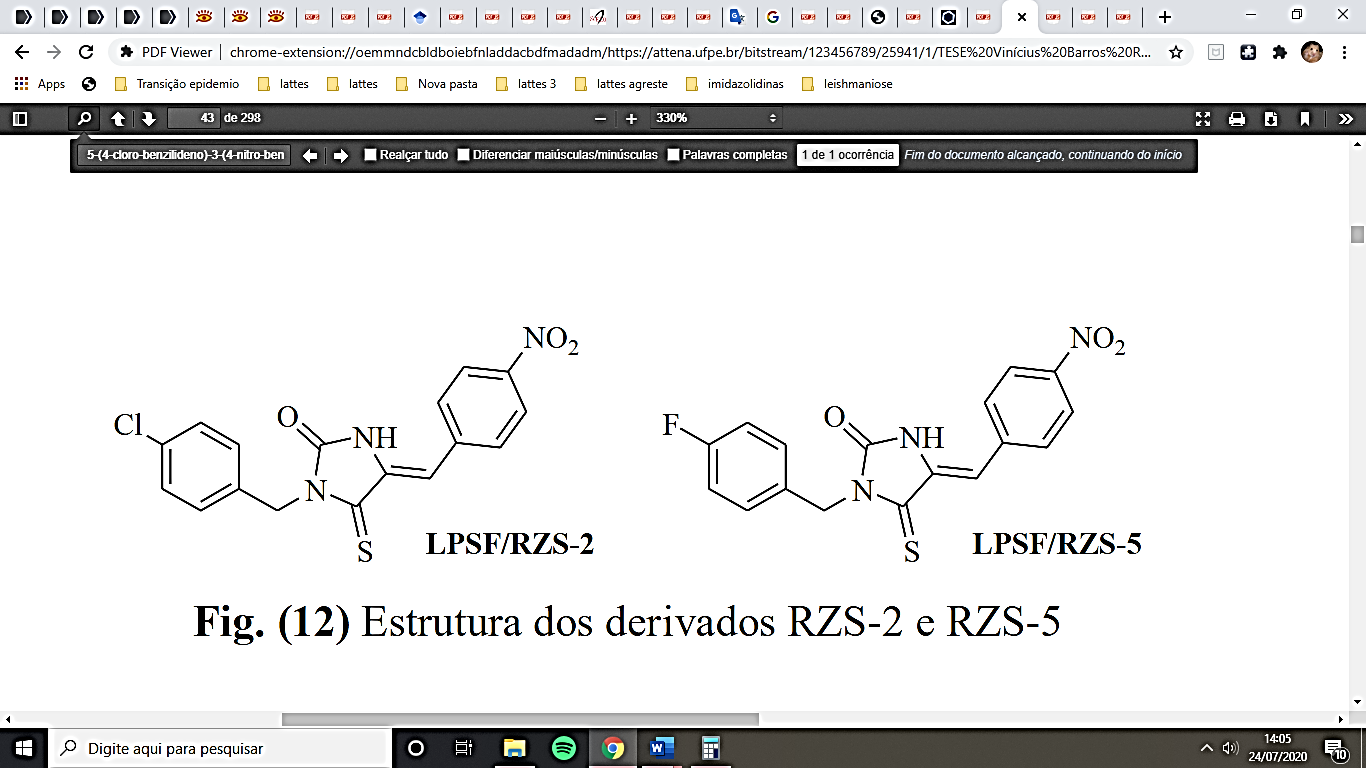 PDF Viewer chrome-extension://oemmndcbldboiebfnladdacbdfmadadm/https://attena.ufpe.br/bitstream/123456789/25941/1/TESE%20Vinícius%20Barros%20R...
Apps Transição epidemio lattes lattes Nova pasta lattes 3 lattes agreste imidazolidinas leishmaniose
43 de 298 330%
5-(4-cloro-benzilideno)-3-(4-nitro-ben Realçar tudo Diferenciar maiúsculas/minúsculas Palavras completas 1 de 1 ocorrência Fim do documento alcançado, continuando do início
NO2 NO2
Cl O NH F O NH
N N
S LPSF/RZS-2 S LPSF/RZS-5
Fig. (12) Estrutura dos derivados RZS-2 e RZS-5
Digite aqui para pesquisar
14:05
24/07/2020
10